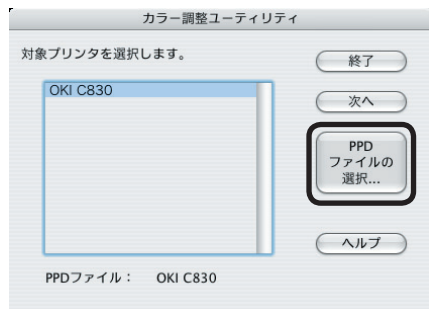 カラー調整ユーティリティ
対象プリンタを選択します。
終了
OKI C830
次へ
PPD
ファイルの
選択...
ヘルプ
PPDファイル： OKI C830